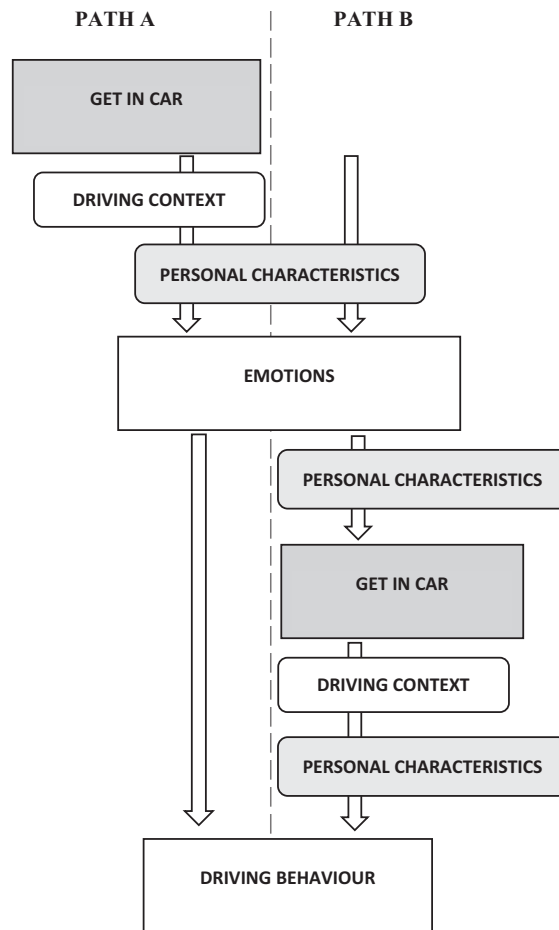 PATH A PATH B
GET IN CAR
DRIVING CONTEXT
PERSONAL CHARACTERISTICS
EMOTIONS
PERSONAL CHARACTERISTICS
GET IN CAR
DRIVING CONTEXT
PERSONAL CHARACTERISTICS
DRIVING BEHAVIOUR